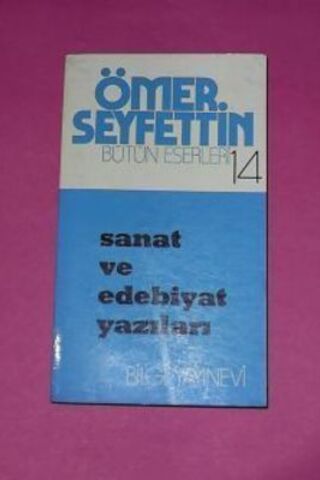 ÖMER
SEYFETTİN
BÜTÜN ESERLERİ
14
sanat
ve
edebiyat
yazıları
BİLGİ YAYINEVİ